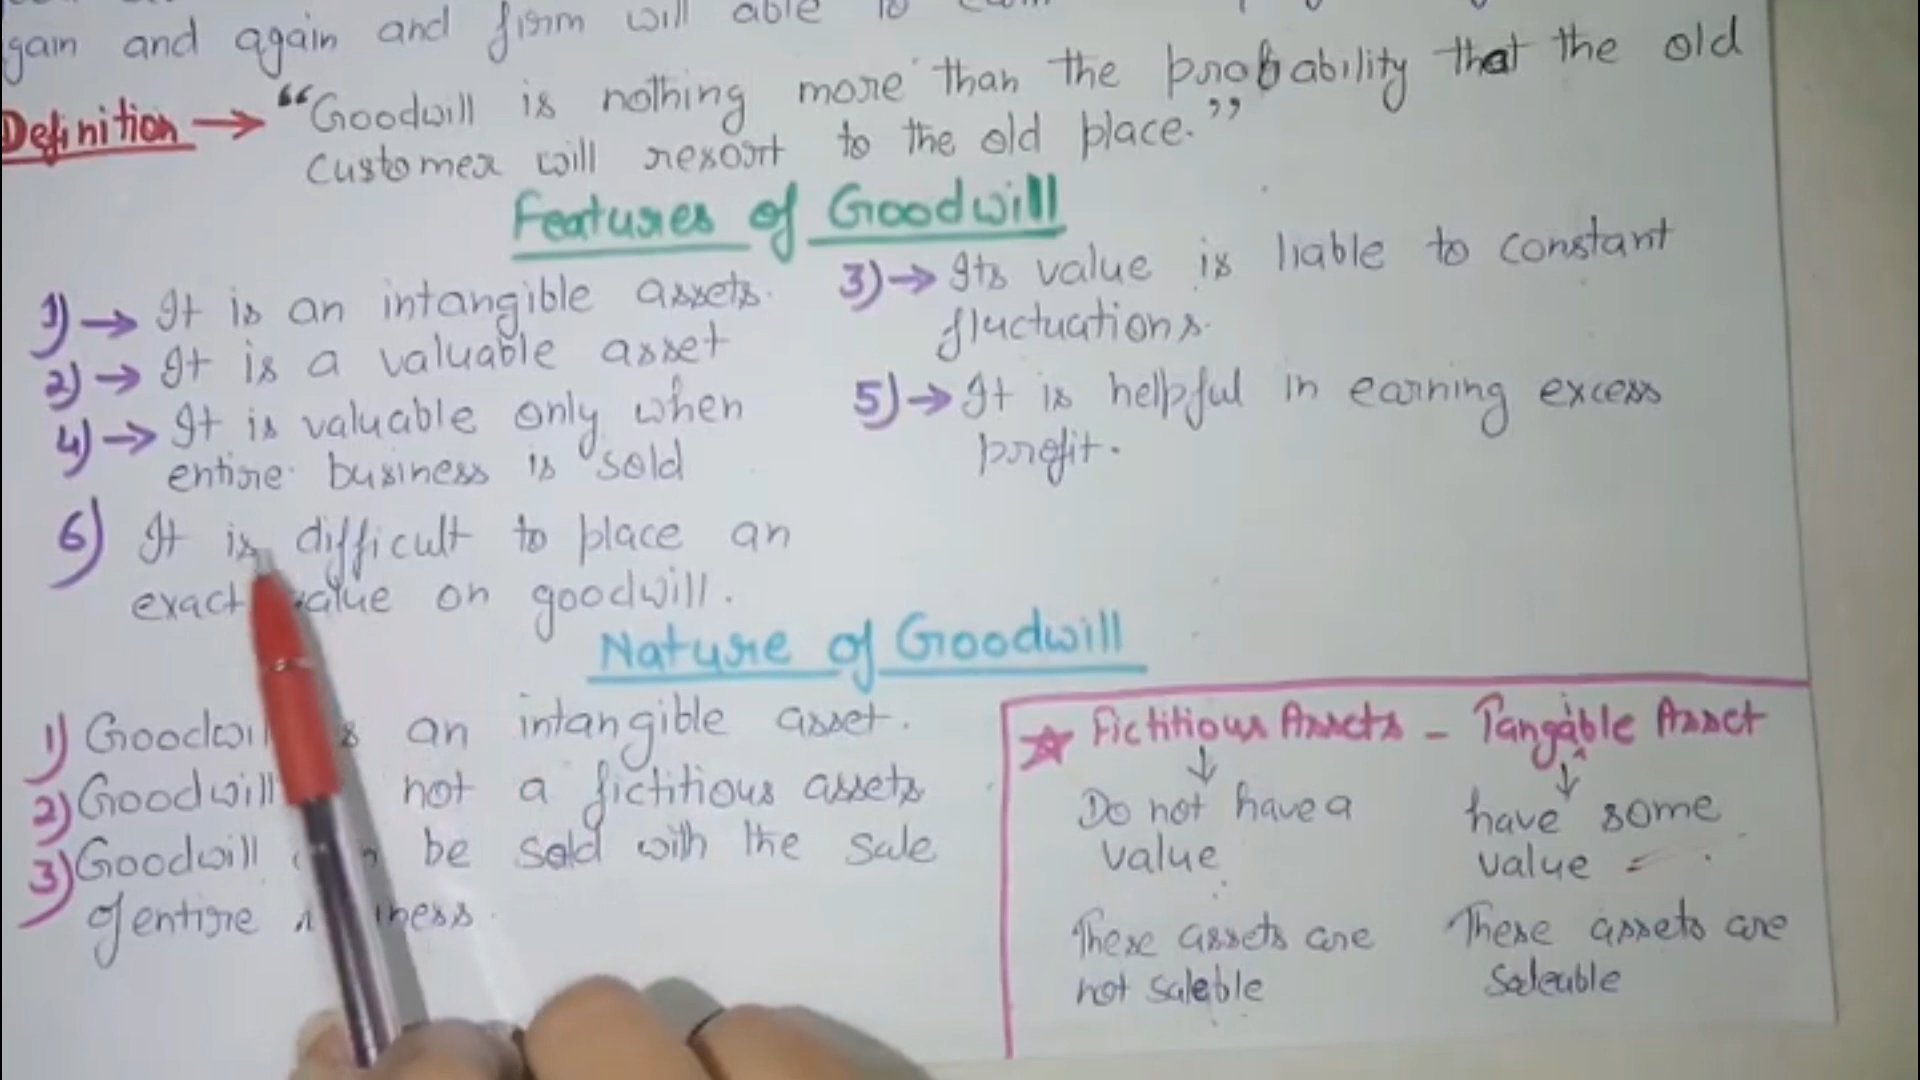 gain and again and firm will able to
Definition → "Goodwill is nothing more than the probability that the old
customer will resort to the old place."
Features of Goodwill
1) → It is an intangible assets.
2) → It is a valuable asset
3) → Its value is liable to constant
fluctuations.
4) → It is valuable only when
entire business is sold
5) → It is helpful in earning excess
profit.
6) It is difficult to place an
exact value on goodwill.
Nature of Goodwill
1) Goodwill is an intangible asset.
2) Goodwill not a fictitious assets
3) Goodwill be sold with the sale
of entire business.
☆ Fictitious Assets - Tangible Asset
↓ ↓
Do not have a
value
have some
value
These assets are
not saleble
These assets are
Saleable